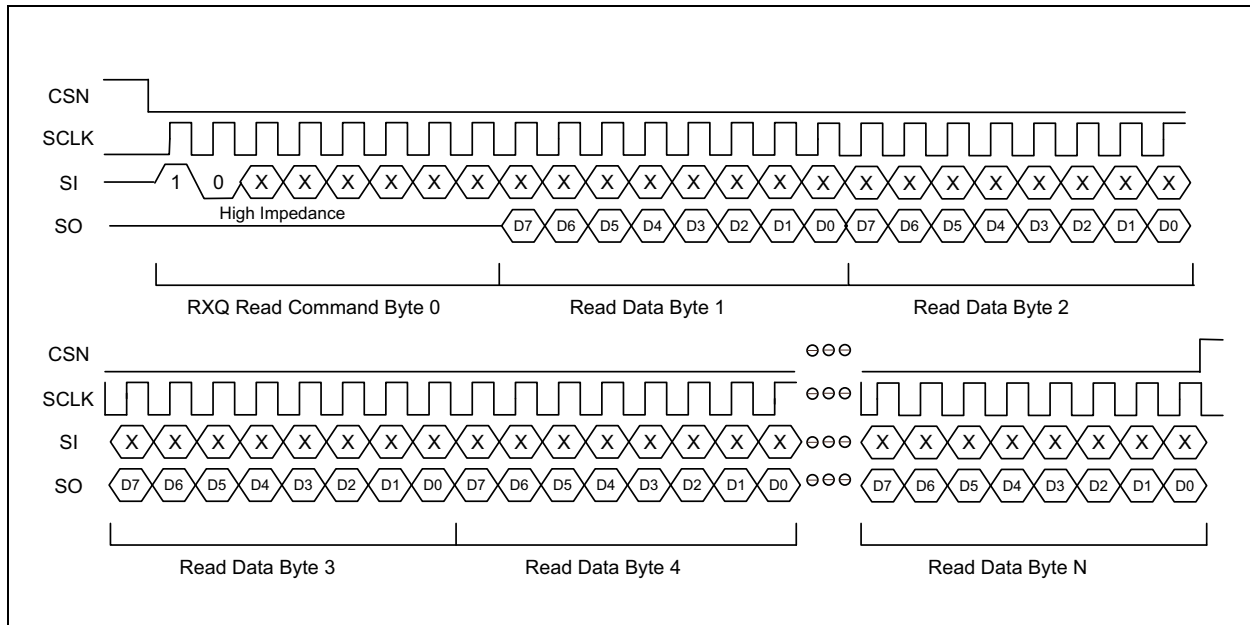 CSN
SCLK
SI 1 0 X X X X X X X X X X X X X X X X X X X X X X
High Impedance
SO D7 D6 D5 D4 D3 D2 D1 D0 D7 D6 D5 D4 D3 D2 D1 D0
RXQ Read Command Byte 0 Read Data Byte 1 Read Data Byte 2
CSN
SCLK
SI X X X X X X X X X X X X X X X X X X X X X X X X
SO D7 D6 D5 D4 D3 D2 D1 D0 D7 D6 D5 D4 D3 D2 D1 D0 D7 D6 D5 D4 D3 D2 D1 D0
Read Data Byte 3 Read Data Byte 4 Read Data Byte N